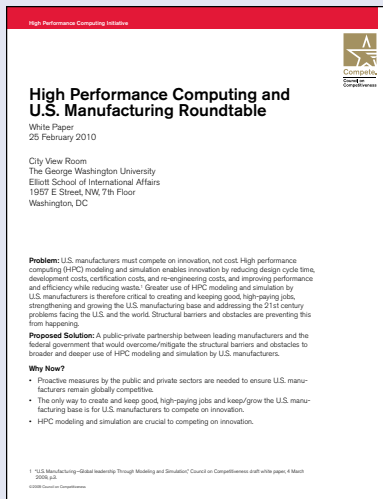 High Performance Computing Initiative
Compete.
Council on
Competitiveness
High Performance Computing and
U.S. Manufacturing Roundtable
White Paper
25 February 2010
City View Room
The George Washington University
Elliott School of International Affairs
1957 E Street, NW, 7th Floor
Washington, DC
Problem: U.S. manufacturers must compete on innovation, not cost. High performance
computing (HPC) modeling and simulation enables innovation by reducing design cycle time,
development costs, certification costs, and re-engineering costs, and improving performance
and efficiency while reducing waste.¹ Greater use of HPC modeling and simulation by
U.S. manufacturers is therefore critical to creating and keeping good, high-paying jobs,
strengthening and growing the U.S. manufacturing base and addressing the 21st century
problems facing the U.S. and the world. Structural barriers and obstacles are preventing this
from happening.
Proposed Solution: A public-private partnership between leading manufacturers and the
federal government that would overcome/mitigate the structural barriers and obstacles to
broader and deeper use of HPC modeling and simulation by U.S. manufacturers.
Why Now?
• Proactive measures by the public and private sectors are needed to ensure U.S. manu-
facturers remain globally competitive.
• The only way to create and keep good, high-paying jobs and keep/grow the U.S. manu-
facturing base is for U.S. manufacturers to compete on innovation.
• HPC modeling and simulation are crucial to competing on innovation.
1 "U.S. Manufacturing—Global leadership Through Modeling and Simulation," Council on Competitiveness draft white paper, 4 March
2009, p.3.
©2009 Council on Competitiveness